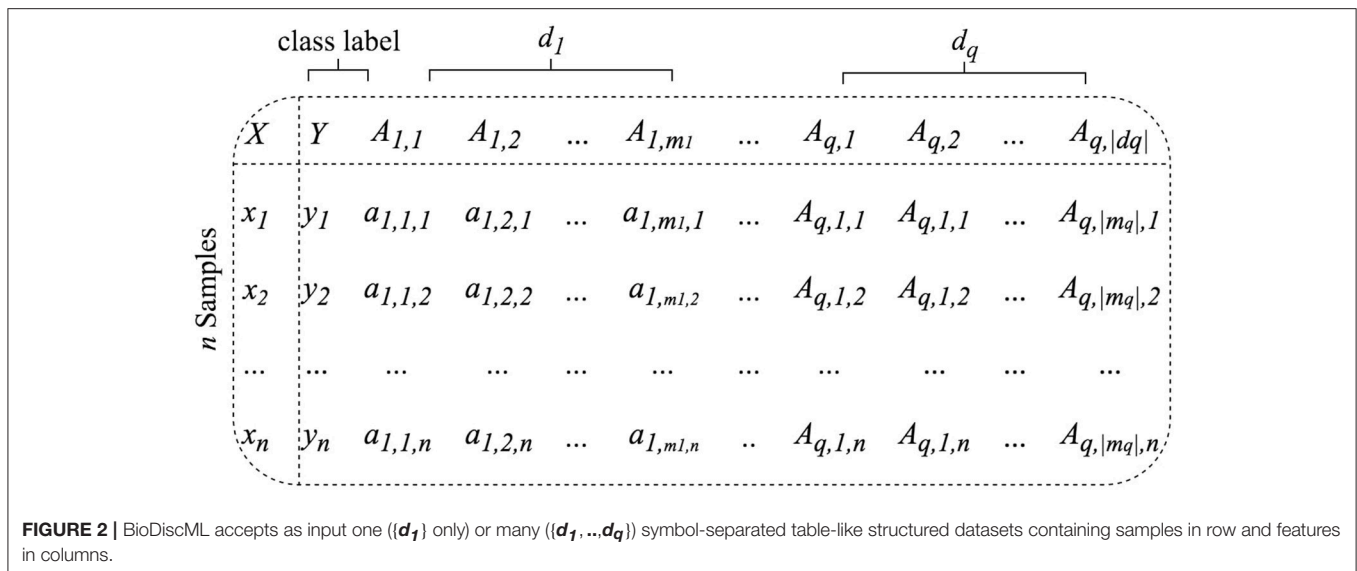 class label d1 dq
X Y A1,1 A1,2 ... A1,m1 ... Aq,1 Aq,2 ... Aq,|dq|
x1 y1 a1,1,1 a1,2,1 ... a1,m1,1 ... Aq,1,1 Aq,1,1 ... Aq,|mq|,1
x2 y2 a1,1,2 a1,2,2 ... a1,m1,2 ... Aq,1,2 Aq,1,2 ... Aq,|mq|,2
... ... ... ... ... ... ... ... ... ... ...
xn yn a1,1,n a1,2,n ... a1,m1,n .. Aq,1,n Aq,1,n ... Aq,|mq|,n
n Samples
FIGURE 2 | BioDiscML accepts as input one ({d1} only) or many ({d1, ..,dq}) symbol-separated table-like structured datasets containing samples in row and features
in columns.